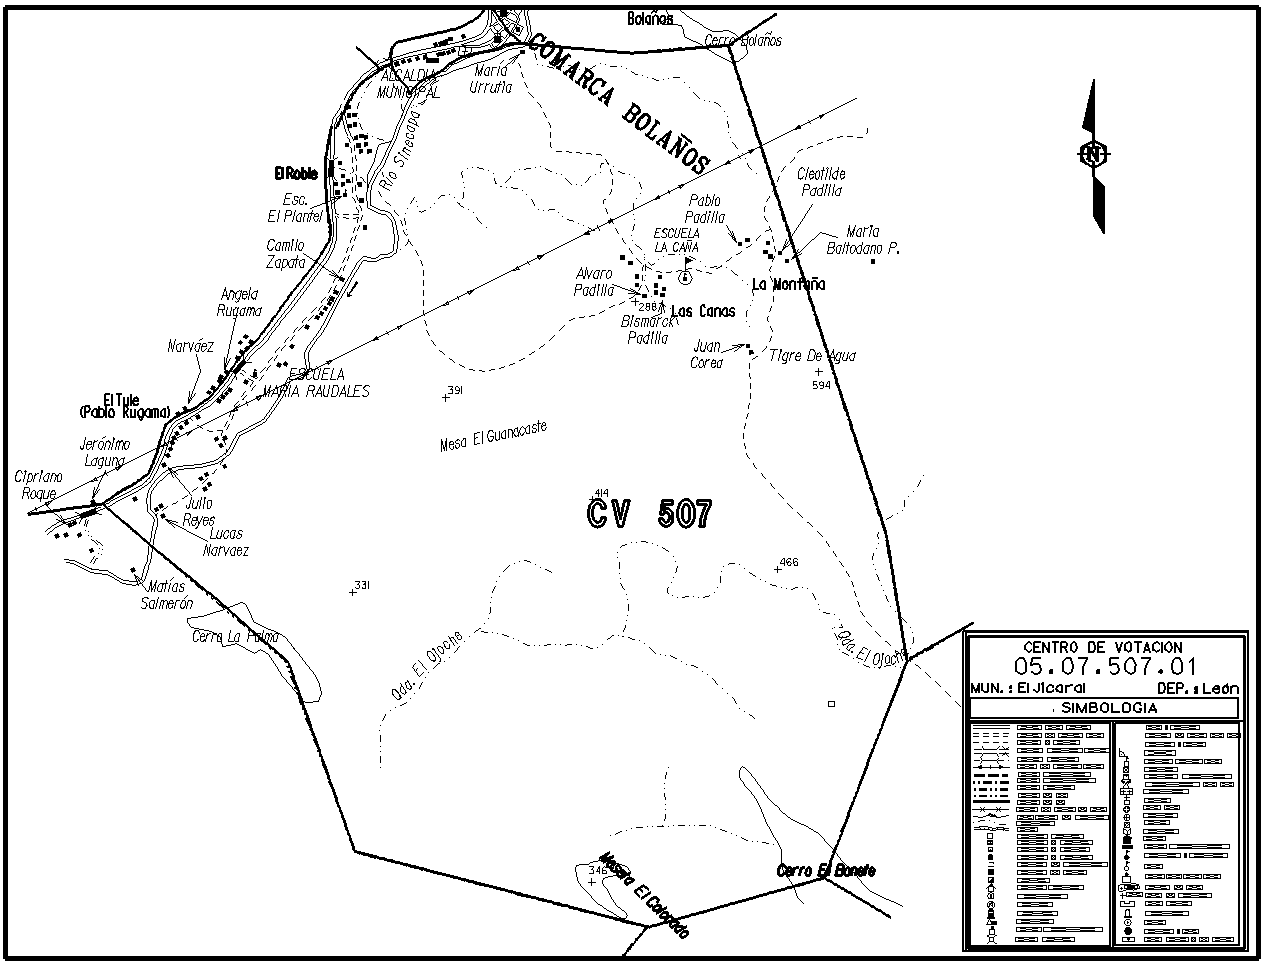 Bolaños
Cerro Bolaños
COMARCA BOLAÑOS
María
Urrutia
ALCALDIA
MUNICIPAL
Río Sinecapa
El Roble
Esc.
El Plantel
Cleotilde
Padilla
Pablo
Padilla
María
Baltodano P.
ESCUELA
LA CAÑA
Camilo
Zapata
Alvaro
Padilla
La Montaña
288
Las Canas
Bismarck
Padilla
Angela
Rugama
Narváez
Juan
Corea
Tigre De Agua
594
ESCUELA
MARIA RAUDALES
391
El Tule
(Pablo Rugama)
Mesa El Guanacaste
Jerónimo
Laguna
Cipriano
Roque
414
CV 507
Julio
Reyes
Lucas
Narvaez
Matías
Salmerón
331
466
Cerro La Palma
Qda. El Ojoche
Qda. El Ojoche
346
Meseta El Colorado
Cerro El Bonete
N
CENTRO DE VOTACION
05.07.507.01
MUN.: El Jicaral DEP.: León
SIMBOLOGIA